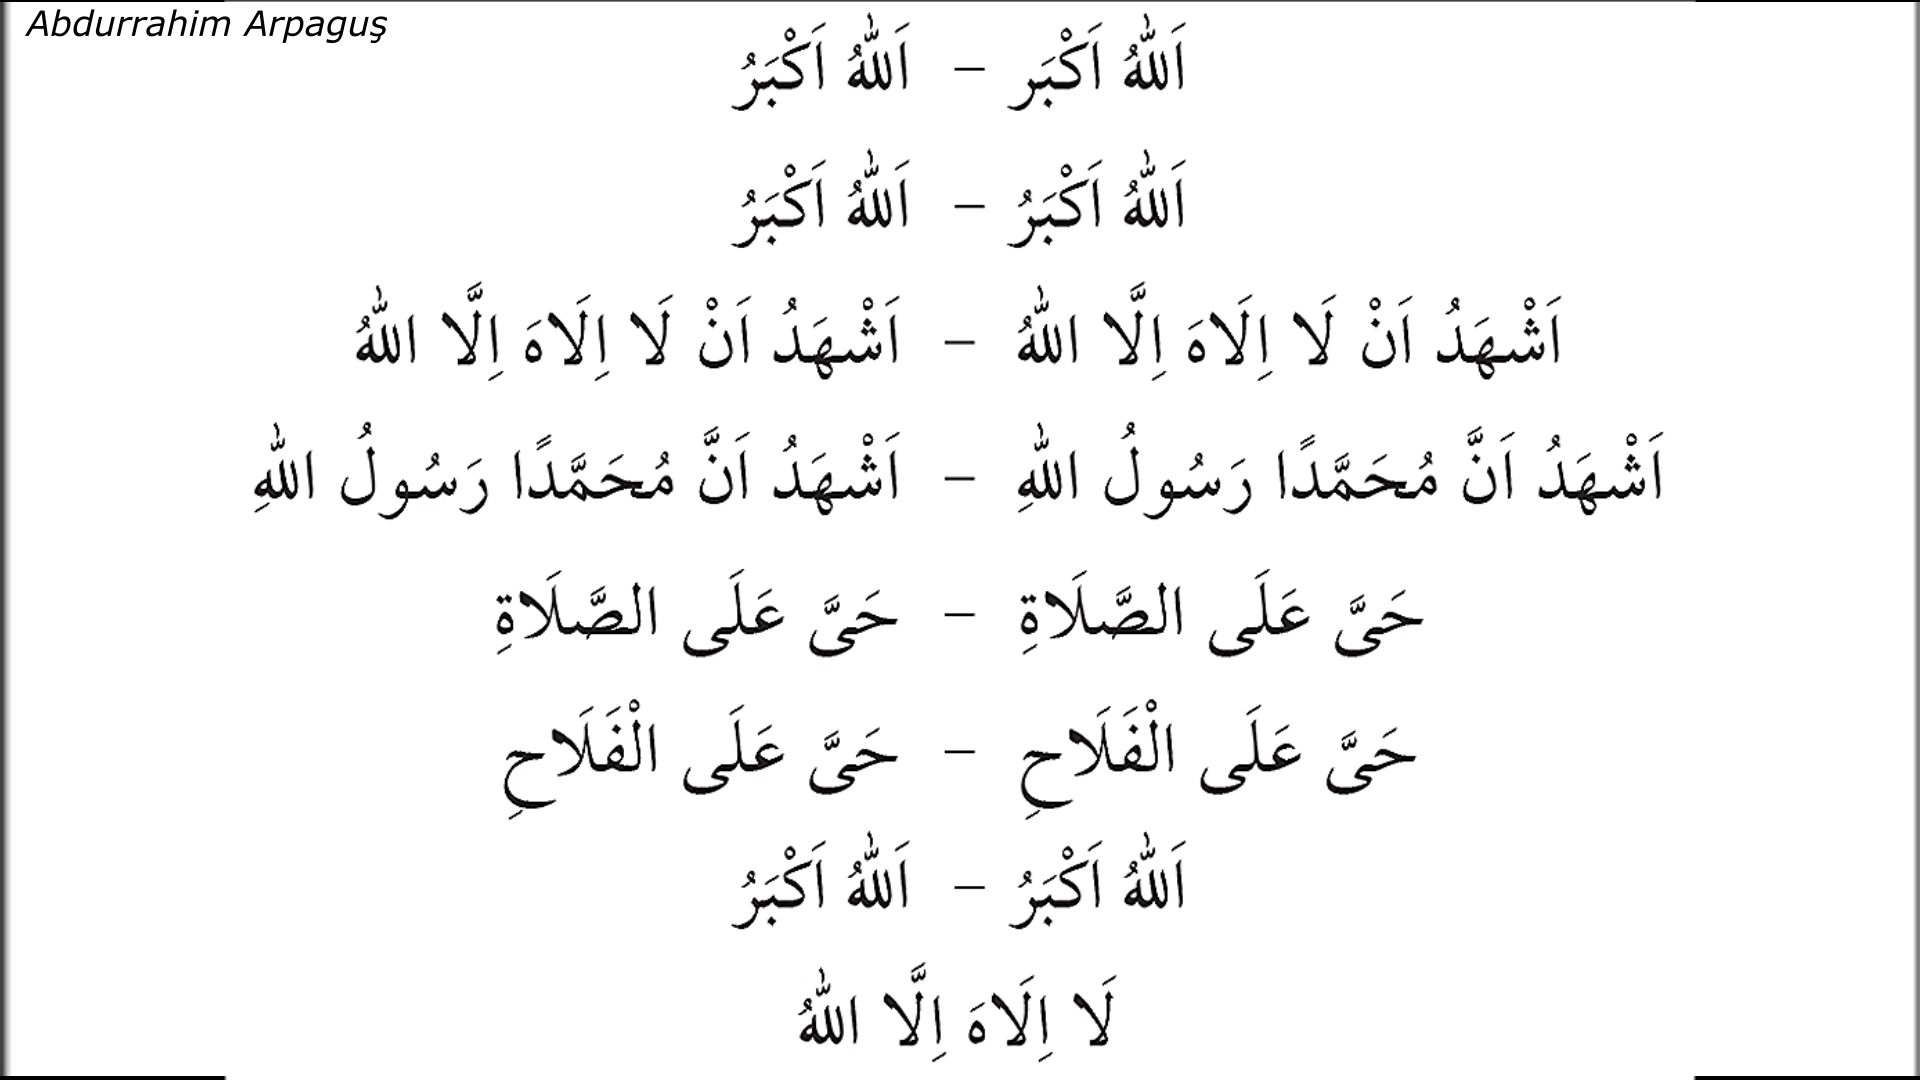 Abdurrahim Arpaguş
اَللّٰهُ اَكْبَر – اَللّٰهُ اَكْبَرُ
اَللّٰهُ اَكْبَرُ – اَللّٰهُ اَكْبَرُ
اَشْهَدُ اَنْ لَا اِلَاهَ اِلَّا اللّٰهُ – اَشْهَدُ اَنْ لَا اِلَاهَ اِلَّا اللّٰهُ
اَشْهَدُ اَنَّ مُحَمَّدًا رَسُولُ اللّٰهِ – اَشْهَدُ اَنَّ مُحَمَّدًا رَسُولُ اللّٰهِ
حَىَّ عَلَى الصَّلَاةِ – حَىَّ عَلَى الصَّلَاةِ
حَىَّ عَلَى الْفَلَاحِ – حَىَّ عَلَى الْفَلَاحِ
اَللّٰهُ اَكْبَرُ – اَللّٰهُ اَكْبَرُ
لَا اِلَاهَ اِلَّا اللّٰهُ